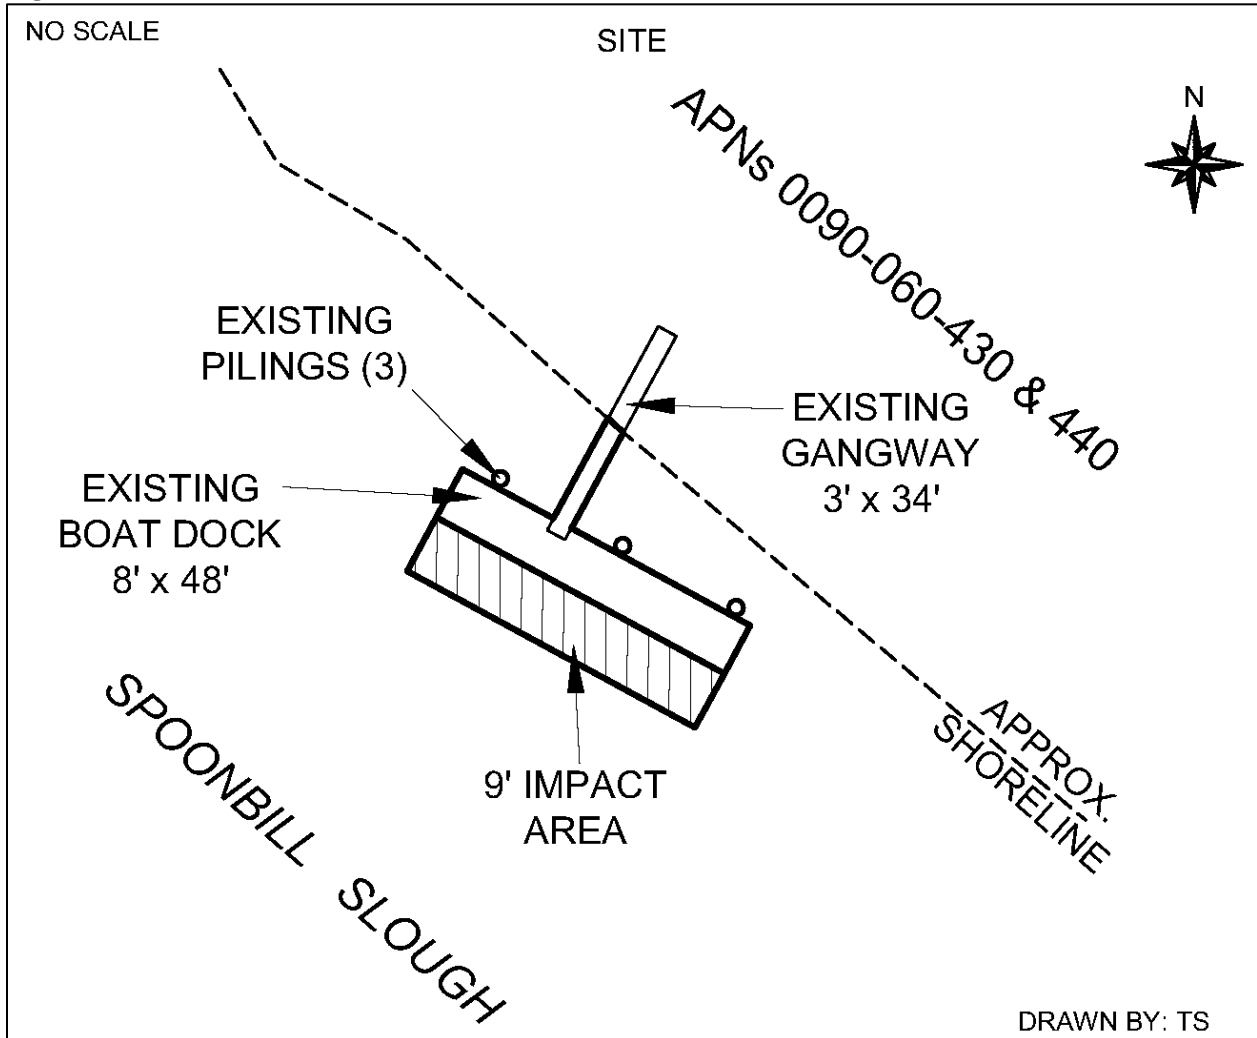 NO SCALE
SITE
N
APNs 0090-060-430 & 440
EXISTING
PILINGS (3)
EXISTING
GANGWAY
3' x 34'
EXISTING
BOAT DOCK
8' x 48'
9' IMPACT
AREA
APPROX.
SHORELINE
SPOONBILL SLOUGH
DRAWN BY: TS